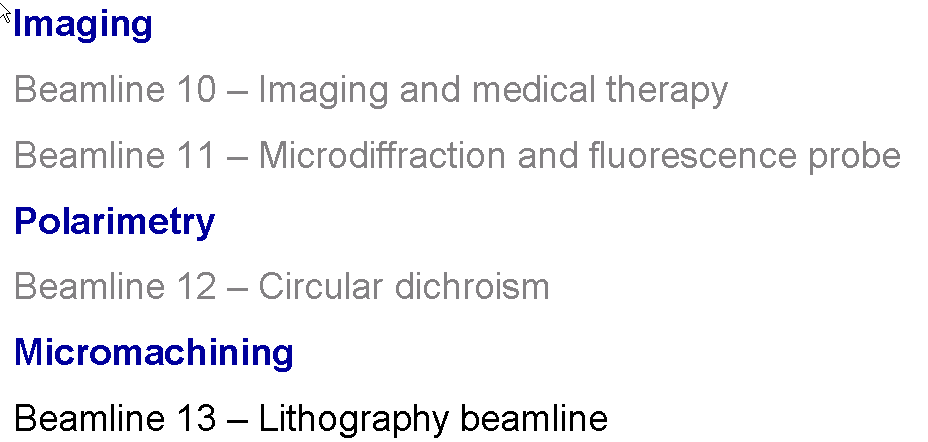 Imaging
Beamline 10 – Imaging and medical therapy
Beamline 11 – Microdiffraction and fluorescence probe
Polarimetry
Beamline 12 – Circular dichroism
Micromachining
Beamline 13 – Lithography beamline